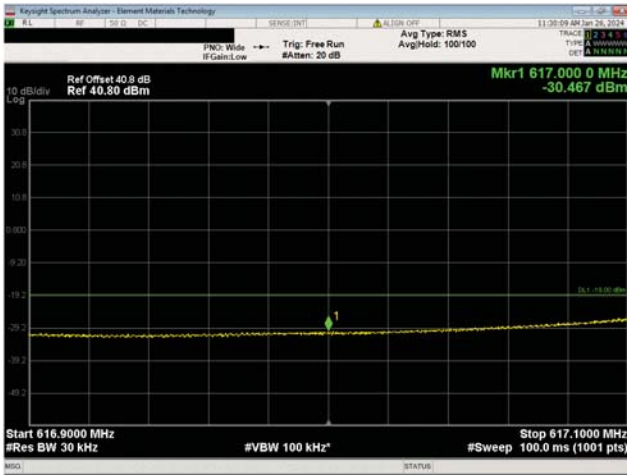 Keysight Spectrum Analyzer - Element Materials Technology
RL RF 50 Ω DC SENSE:INT ALIGN OFF 11:30:09 AM Jan 26, 2024
PNO: Wide Trig: Free Run Avg Type: RMS TRACE 1 2 3 4 5 6
IFGain:Low #Atten: 20 dB Avg|Hold: 100/100 TYPE A WWWWW
DET A N N N N N
Ref Offset 40.8 dB Mkr1 617.000 0 MHz
10 dB/div Ref 40.80 dBm -30.467 dBm
Log
30.8
20.8
10.8
0.800
-9.20
-19.2
-29.2
-39.2
-49.2
1
Start 616.9000 MHz Stop 617.1000 MHz
#Res BW 30 kHz #VBW 100 kHz* #Sweep 100.0 ms (1001 pts)
MSG STATUS